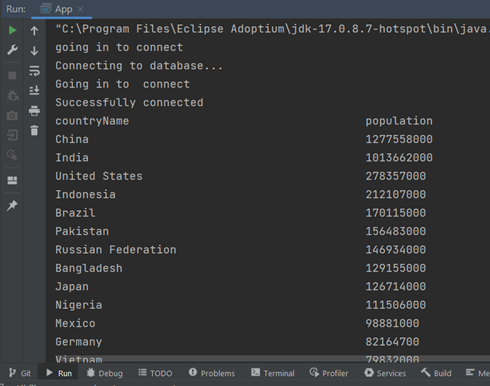 Run: App
"C:\Program Files\Eclipse Adoptium\jdk-17.0.8.7-hotspot\bin\java.
going in to connect
Connecting to database...
Going in to  connect
Successfully connected
countryName population
China 1277558000
India 1013662000
United States 278357000
Indonesia 212107000
Brazil 170115000
Pakistan 156483000
Russian Federation 146934000
Bangladesh 129155000
Japan 126714000
Nigeria 111506000
Mexico 98881000
Germany 82164700
Vietnam 79832000
Git Run Debug TODO Problems Terminal Profiler Services Build Me